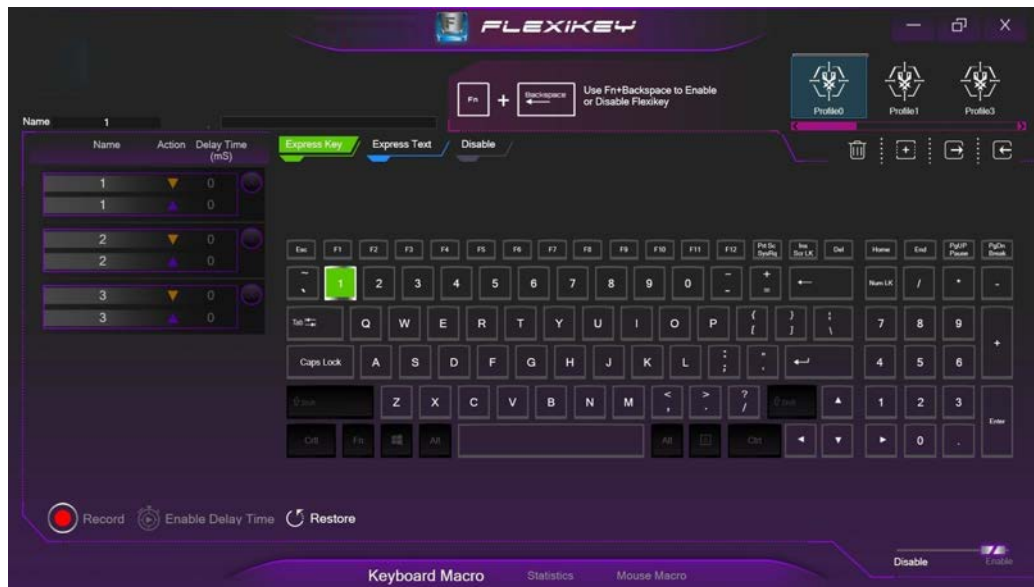 FLEXIKEY
Fn + Backspace Use Fn+Backspace to Enable
or Disable Flexikey
Profile0 Profile1 Profile3
Name 1
Name Action Delay Time
(mS)
Express Key Express Text Disable
1 0
1 0
2 0
2 0
3 0
3 0
Esc F1 F2 F3 F4 F5 F6 F7 F8 F9 F10 F11 F12 Prt Sc Ins Del Home End PgUP PgDn
SysRq Scr LK Pause Break
~ 1 2 3 4 5 6 7 8 9 0 - + ← Num LK / * -
` - =
Tab Q W E R T Y U I O P { } ¦ 7 8 9 +
[ ] \
Caps Lock A S D F G H J K L : " 4 5 6
; '
⇧ Shift Z X C V B N M < > ? ⇧ Shift ▲ 1 2 3 Enter
, . /
Crtl Fn Alt Alt Ctrl ◄ ▼ ► 0 .
Record Enable Delay Time Restore
Disable Enable
Keyboard Macro Statistics Mouse Macro